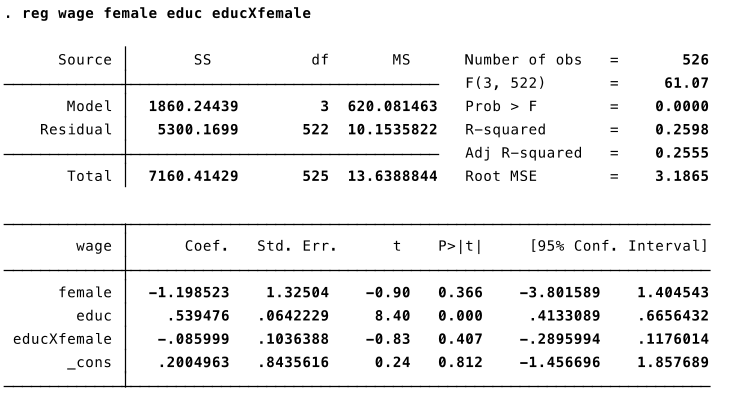 . reg wage female educ educXfemale
Source SS df MS Number of obs = 526
F(3, 522) = 61.07
Model 1860.24439 3 620.081463 Prob > F = 0.0000
Residual 5300.1699 522 10.1535822 R-squared = 0.2598
Adj R-squared = 0.2555
Total 7160.41429 525 13.6388844 Root MSE = 3.1865
wage Coef. Std. Err. t P>|t| [95% Conf. Interval]
female -1.198523 1.32504 -0.90 0.366 -3.801589 1.404543
educ .539476 .0642229 8.40 0.000 .4133089 .6656432
educXfemale -.085999 .1036388 -0.83 0.407 -.2895994 .1176014
_cons .2004963 .8435616 0.24 0.812 -1.456696 1.857689